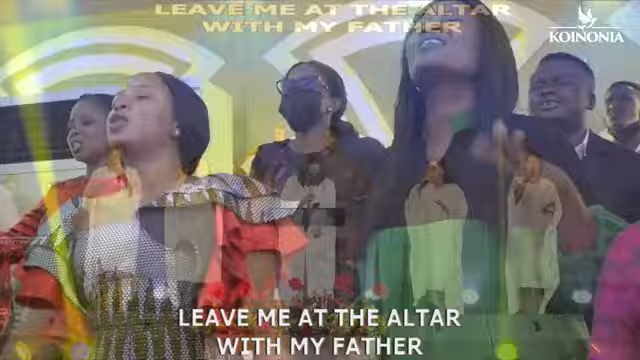 LEAVE ME AT THE ALTAR
WITH MY FATHER
KOINONIA
LEAVE ME AT THE ALTAR
WITH MY FATHER